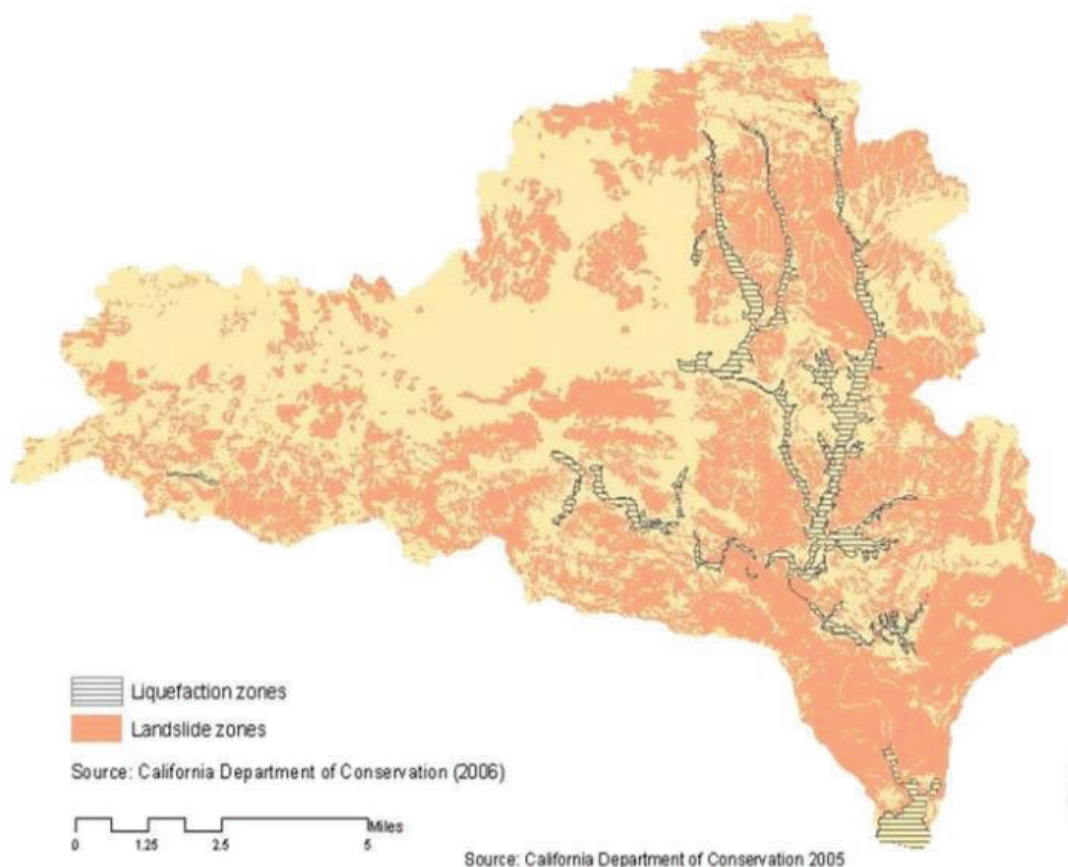 Liquefaction zones
Landslide zones
Source: California Department of Conservation (2006)
Miles
0 1.25 2.5 5
Source: California Department of Conservation 2005